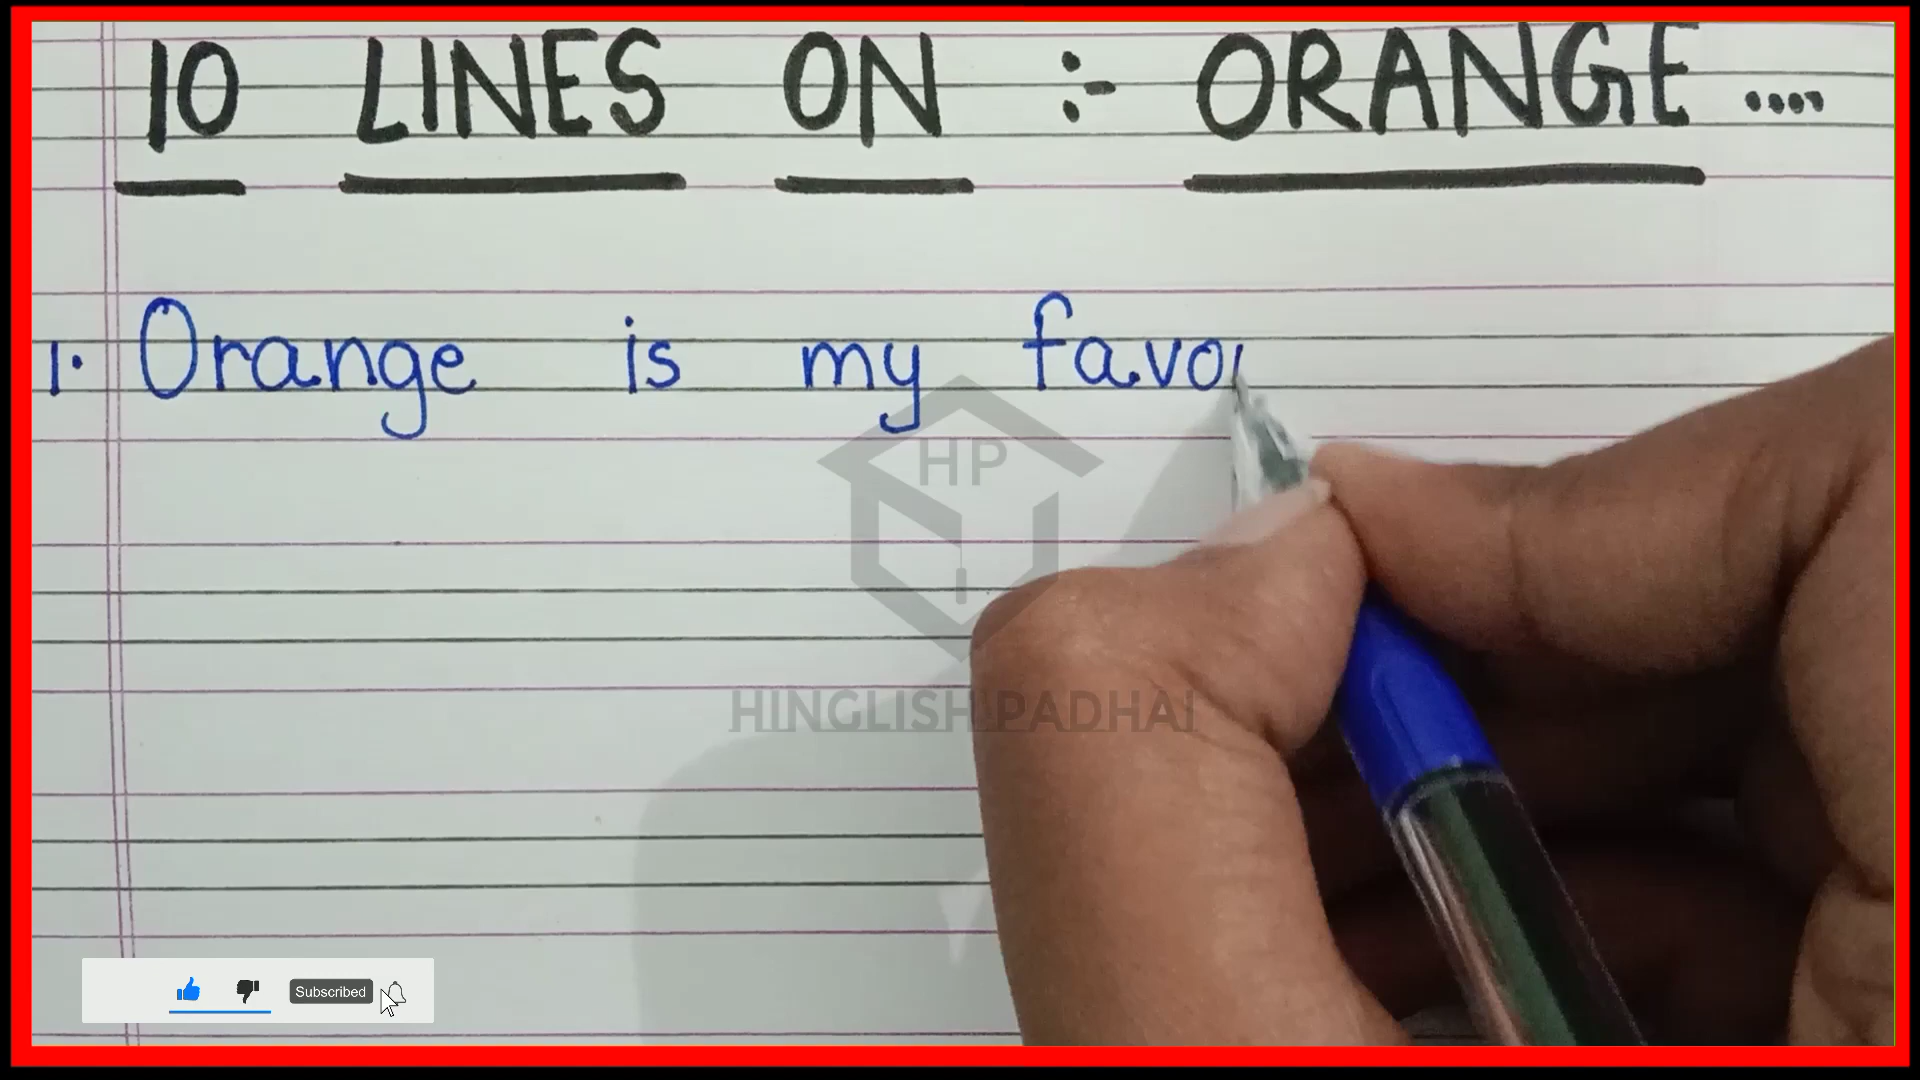 10 LINES ON :- ORANGE ....
1. Orange is my favo
HP
HINGLISH PADHAI
Subscribed